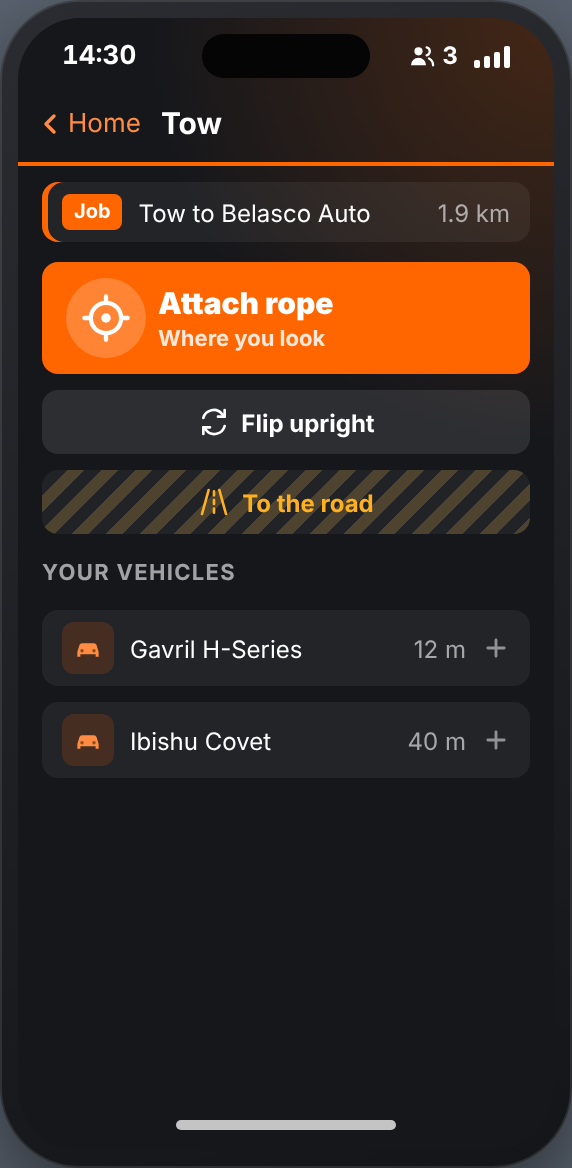 14:30
3
Home Tow
Job Tow to Belasco Auto 1.9 km
Attach rope
Where you look
Flip upright
To the road
YOUR VEHICLES
Gavril H-Series 12 m +
Ibishu Covet 40 m +